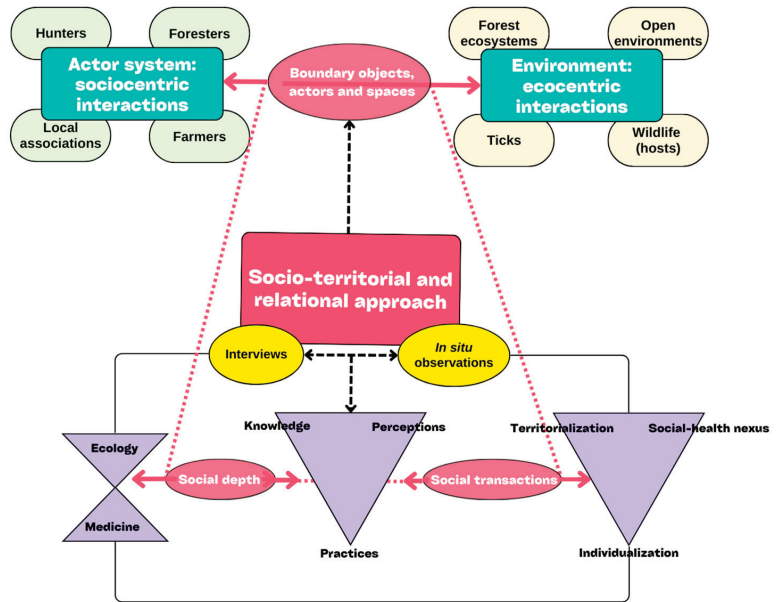 Hunters
Foresters
Actor system:
sociocentric
interactions
Local
associations
Farmers
Boundary objects,
actors and spaces
Forest
ecosystems
Open
environments
Environment:
ecocentric
interactions
Ticks
Wildlife
(hosts)
Socio-territorial and
relational approach
Interviews
In situ
observations
Ecology
Medicine
Social depth
Knowledge
Perceptions
Practices
Social transactions
Territorialization
Social-health nexus
Individualization